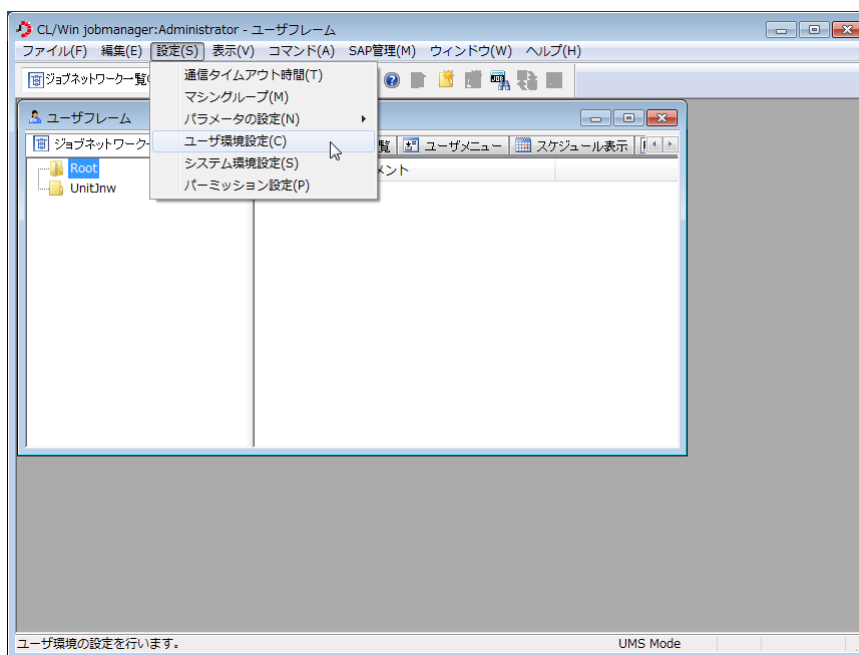 CL/Win jobmanager:Administrator - ユーザフレーム
ファイル(F) 編集(E) 設定(S) 表示(V) コマンド(A) SAP管理(M) ウィンドウ(W) ヘルプ(H)
ジョブネットワーク一覧
通信タイムアウト時間(T)
マシングループ(M)
ユーザフレーム
パラメータの設定(N)
ジョブネットワーク
ユーザ環境設定(C)
覧 ユーザメニュー スケジュール表示
Root
システム環境設定(S)
メント
UnitJnw
パーミッション設定(P)
ユーザ環境の設定を行います。
UMS Mode